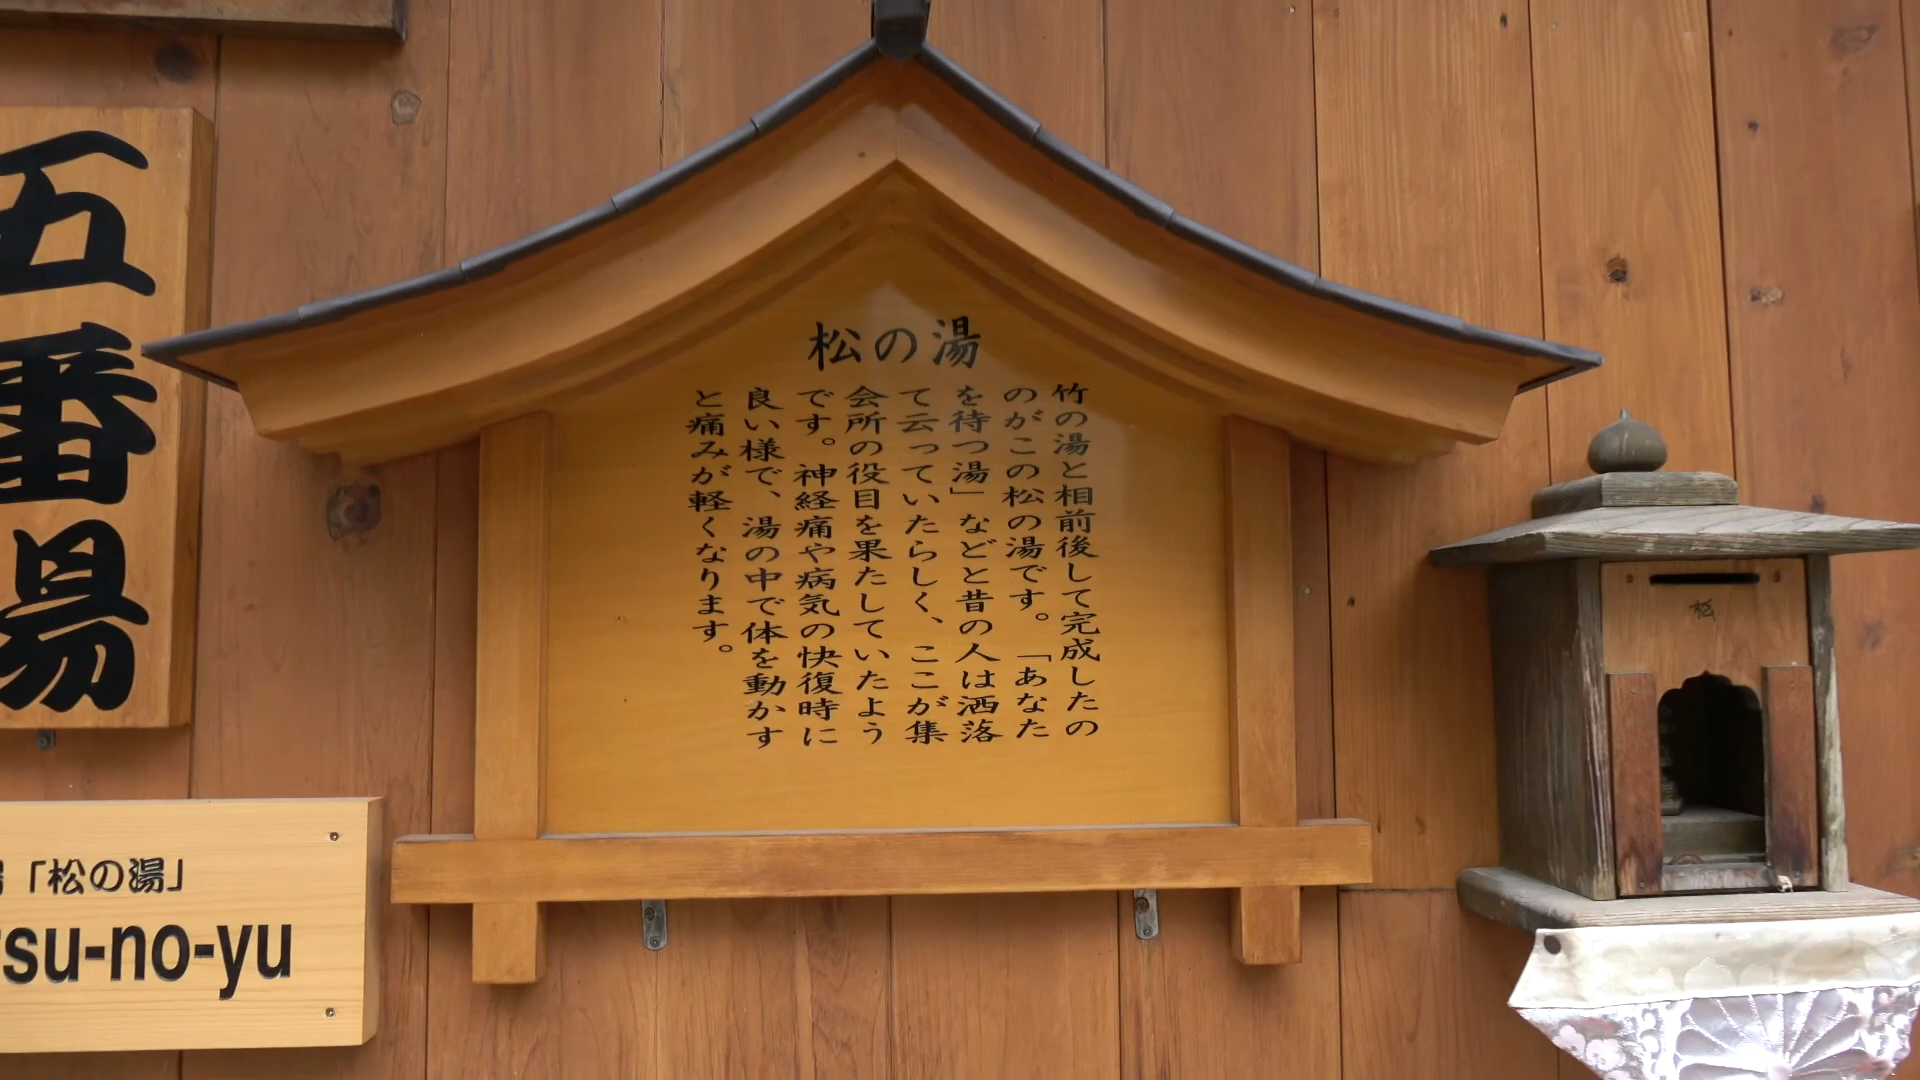 松の湯
竹の湯と相前後して完成したの
のがこの松の湯です。「あなた
を待つ湯」などと昔の人は洒落
て云っていたらしく、ここが集
会所の役目を果たしていたよう
です。神経痛や病気の快復時に
良い様で、湯の中で体を動かす
と痛みが軽くなります。
五番湯
「松の湯」
tsu-no-yu
松